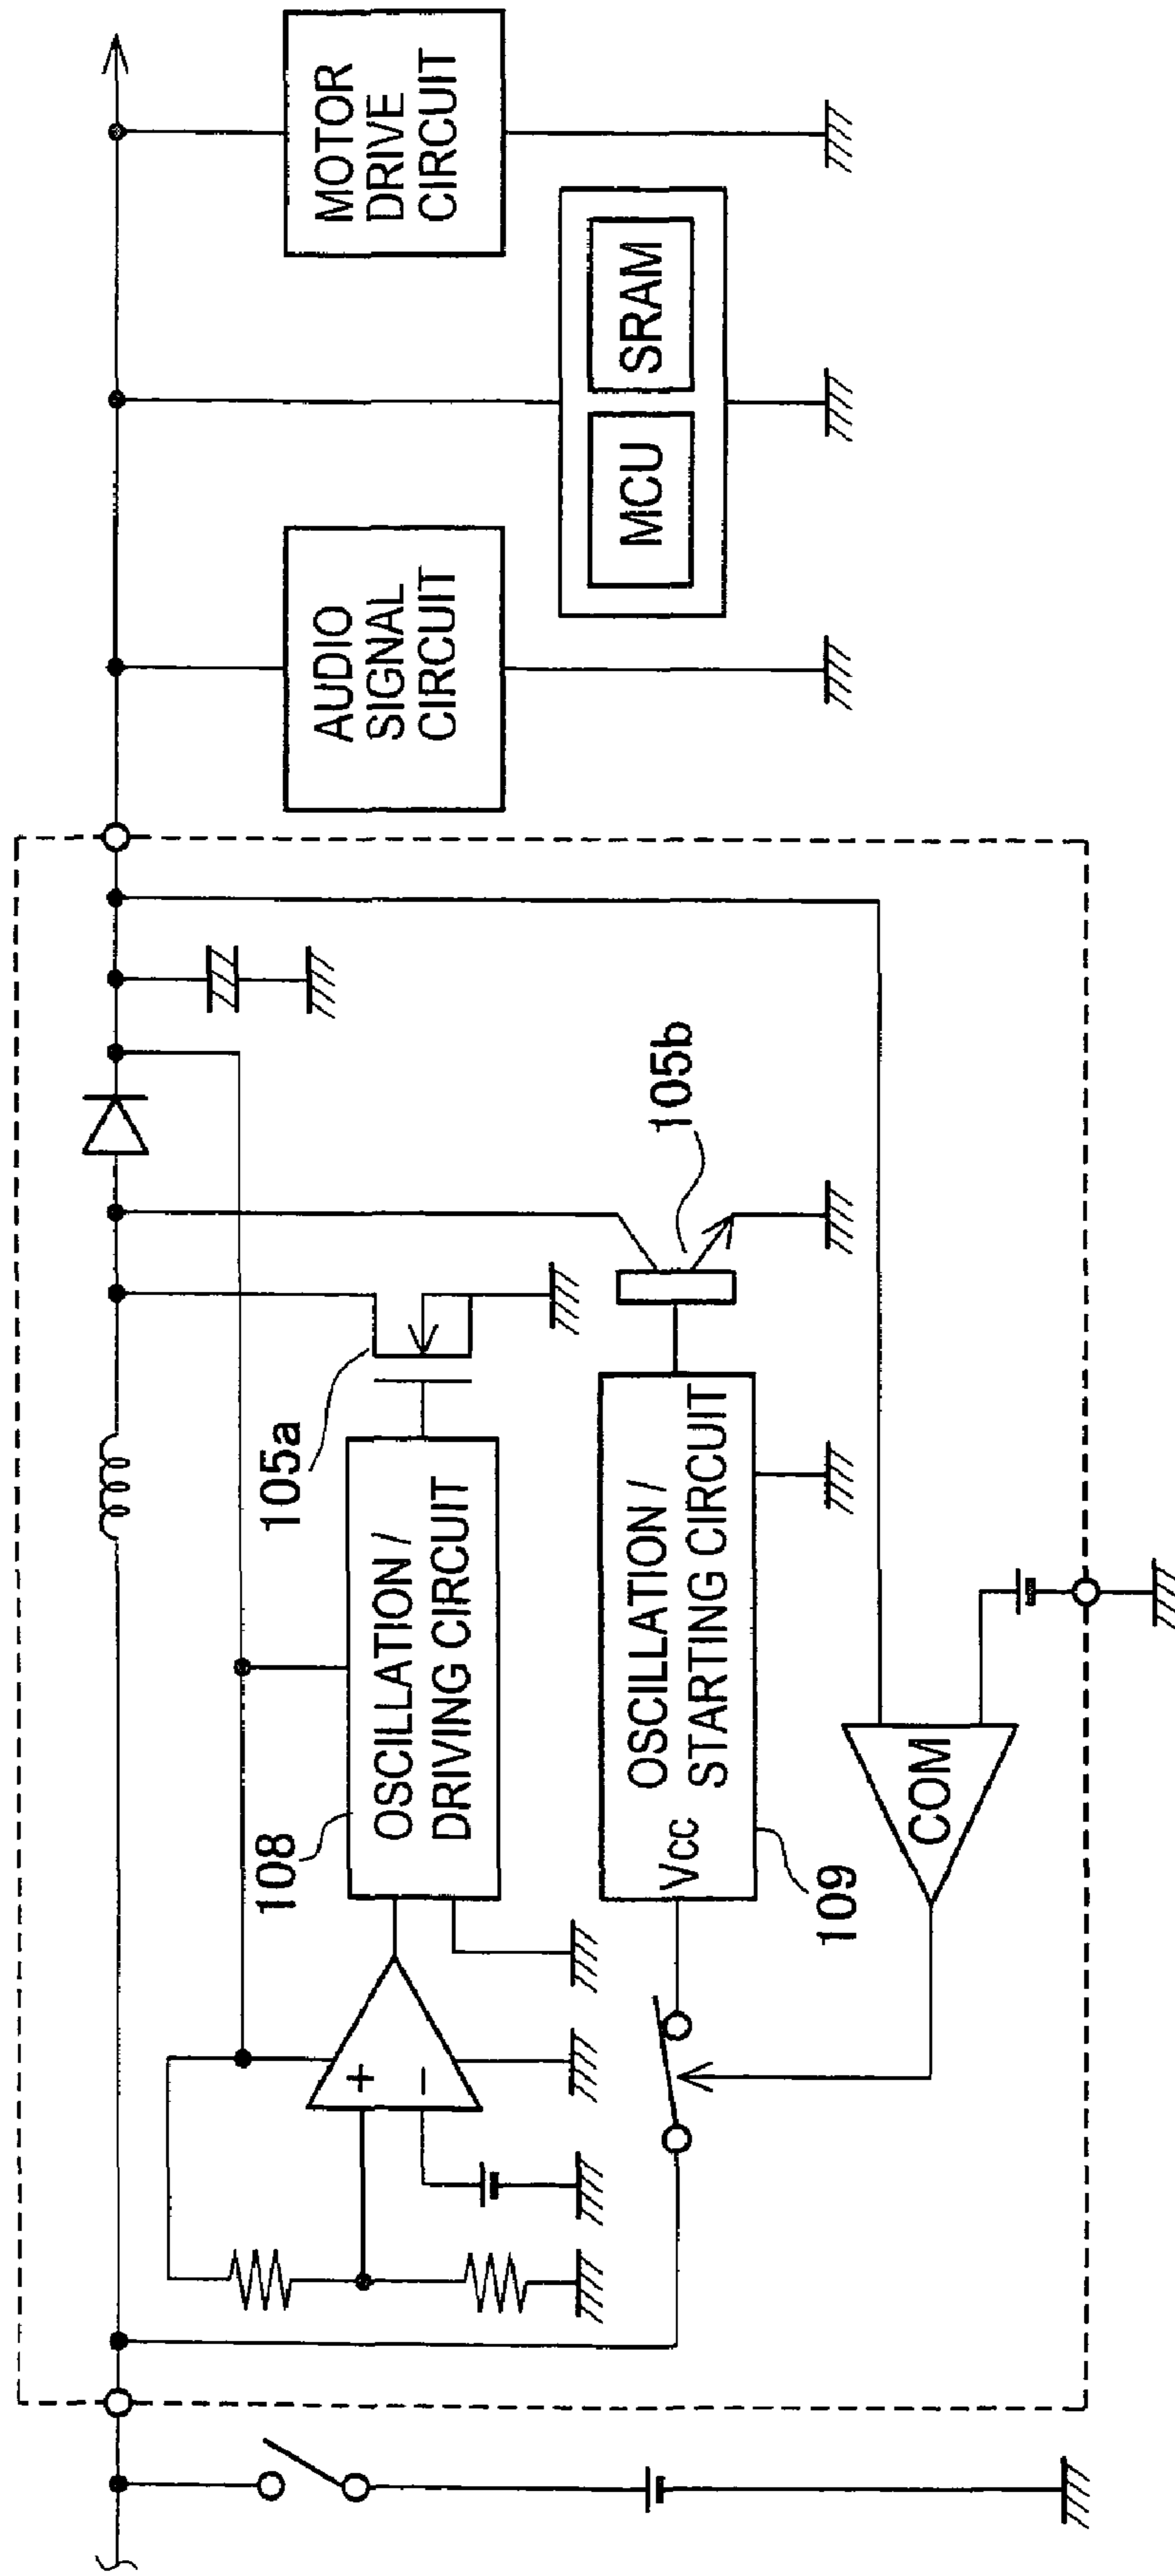 108
OSCILLATION /
DRIVING CIRCUIT
105a
+
−
Vcc
OSCILLATION /
STARTING CIRCUIT
109
105b
COM
AUDIO
SIGNAL
CIRCUIT
MCU
SRAM
MOTOR
DRIVE
CIRCUIT